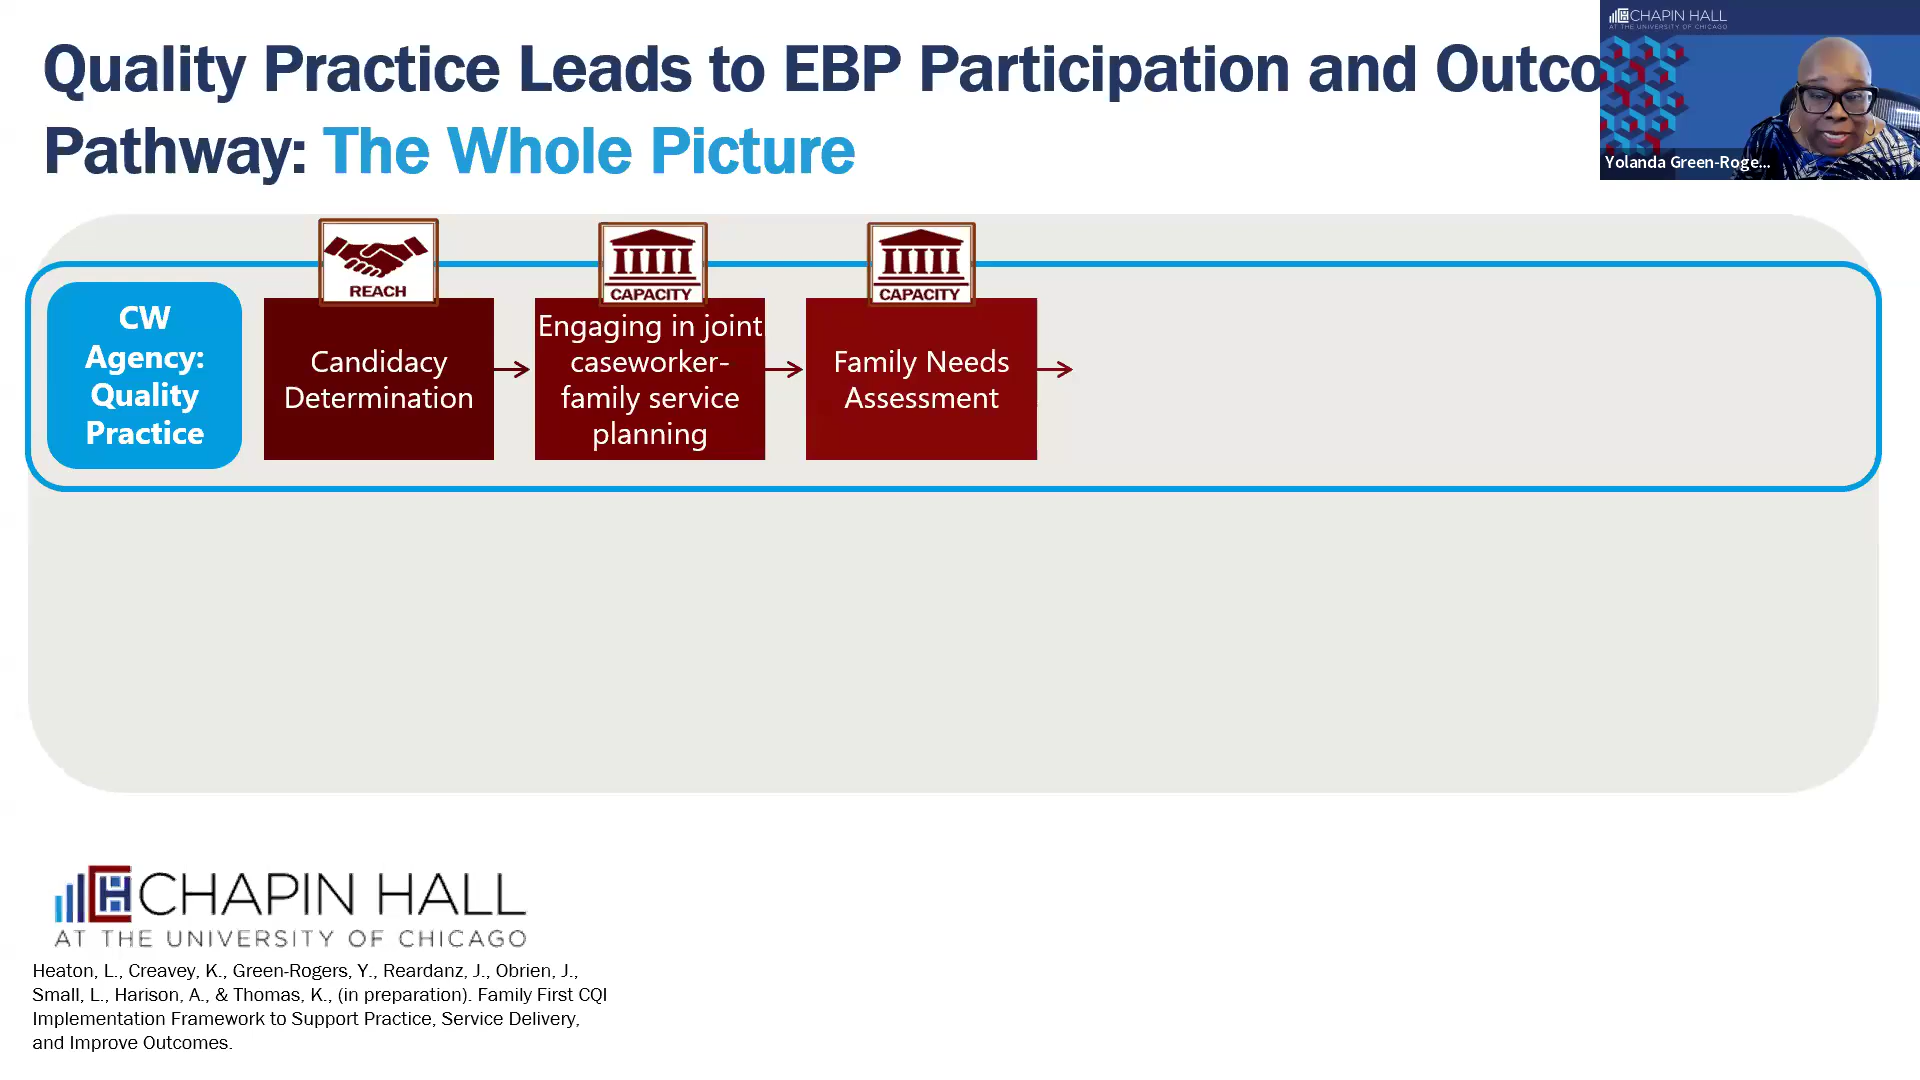 Quality Practice Leads to EBP Participation and Outco
Pathway: The Whole Picture
CHAPIN HALL
AT THE UNIVERSITY OF CHICAGO
Yolanda Green-Roge...
REACH
CAPACITY
CAPACITY
CW
Agency:
Quality
Practice
Candidacy
Determination
Engaging in joint
caseworker-
family service
planning
Family Needs
Assessment
CHAPIN HALL
AT THE UNIVERSITY OF CHICAGO
Heaton, L., Creavey, K., Green-Rogers, Y., Reardanz, J., Obrien, J.,
Small, L., Harison, A., & Thomas, K., (in preparation). Family First CQI
Implementation Framework to Support Practice, Service Delivery,
and Improve Outcomes.